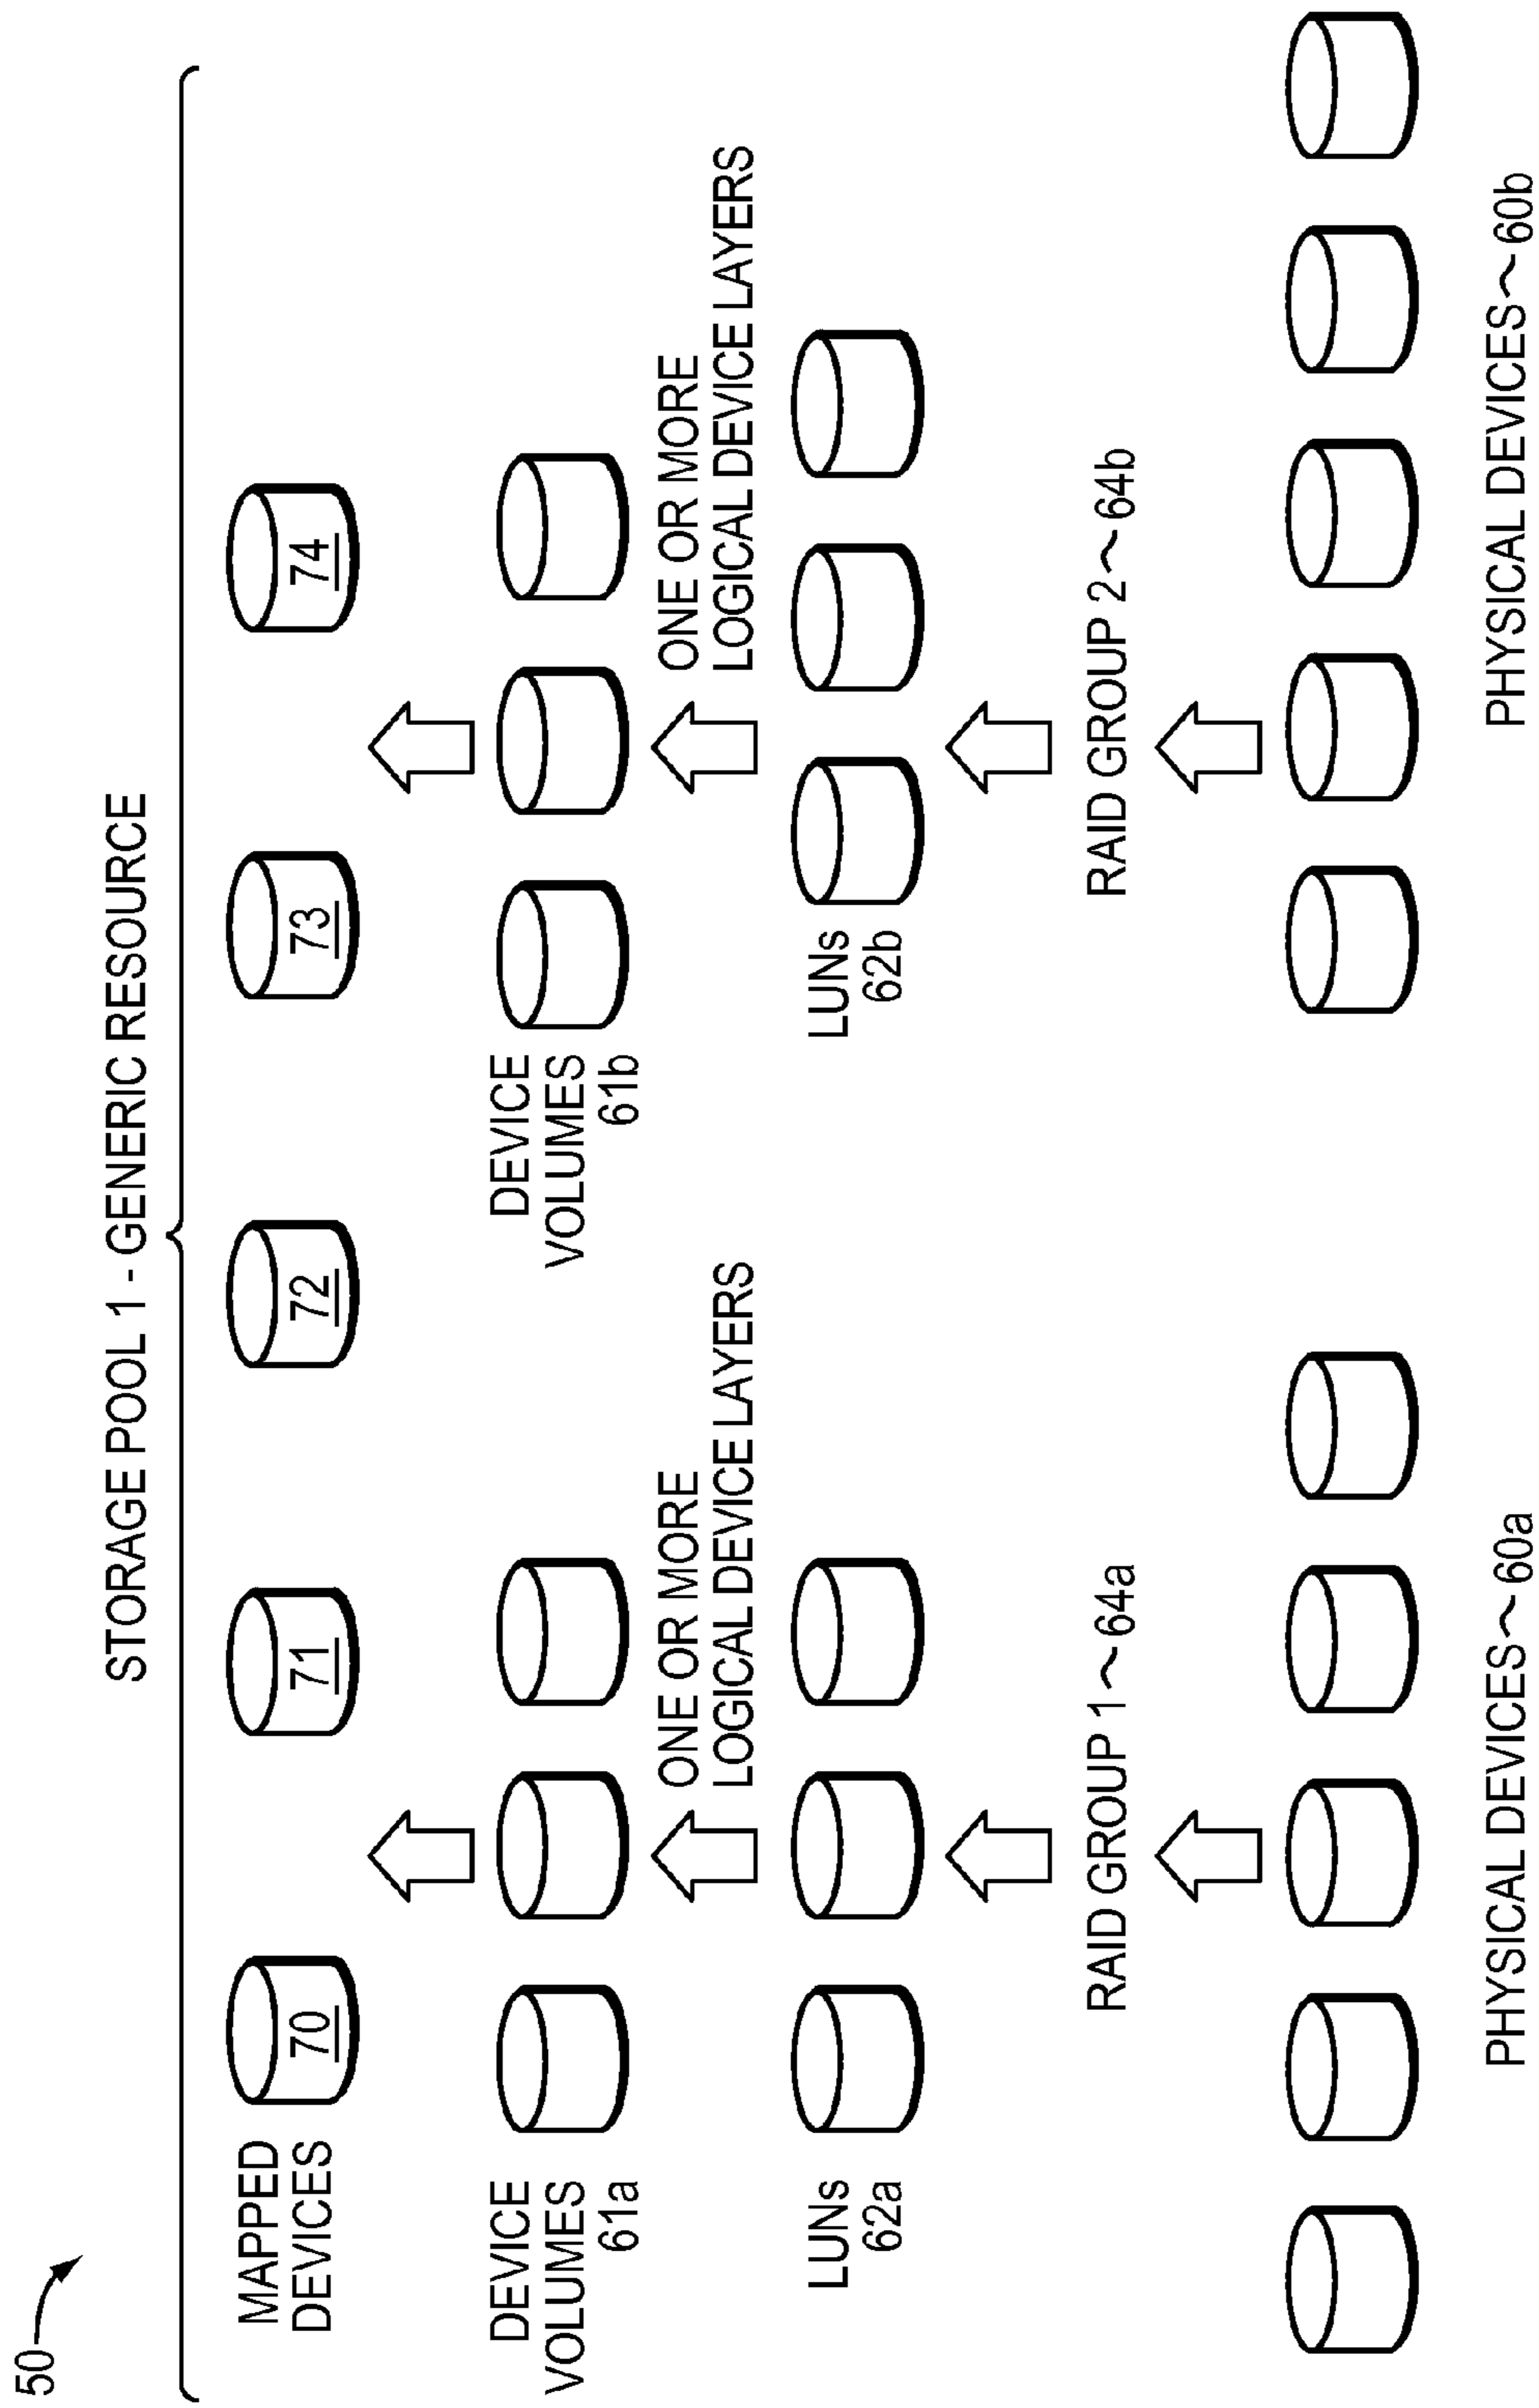 50
STORAGE POOL 1 - GENERIC RESOURCE
MAPPED
DEVICES
70
71
72
73
74
DEVICE
VOLUMES
61a
DEVICE
VOLUMES
61b
ONE OR MORE
LOGICAL DEVICE LAYERS
ONE OR MORE
LOGICAL DEVICE LAYERS
LUNs
62a
LUNs
62b
RAID GROUP 1~64a
RAID GROUP 2~64b
PHYSICAL DEVICES~60a
PHYSICAL DEVICES~60b